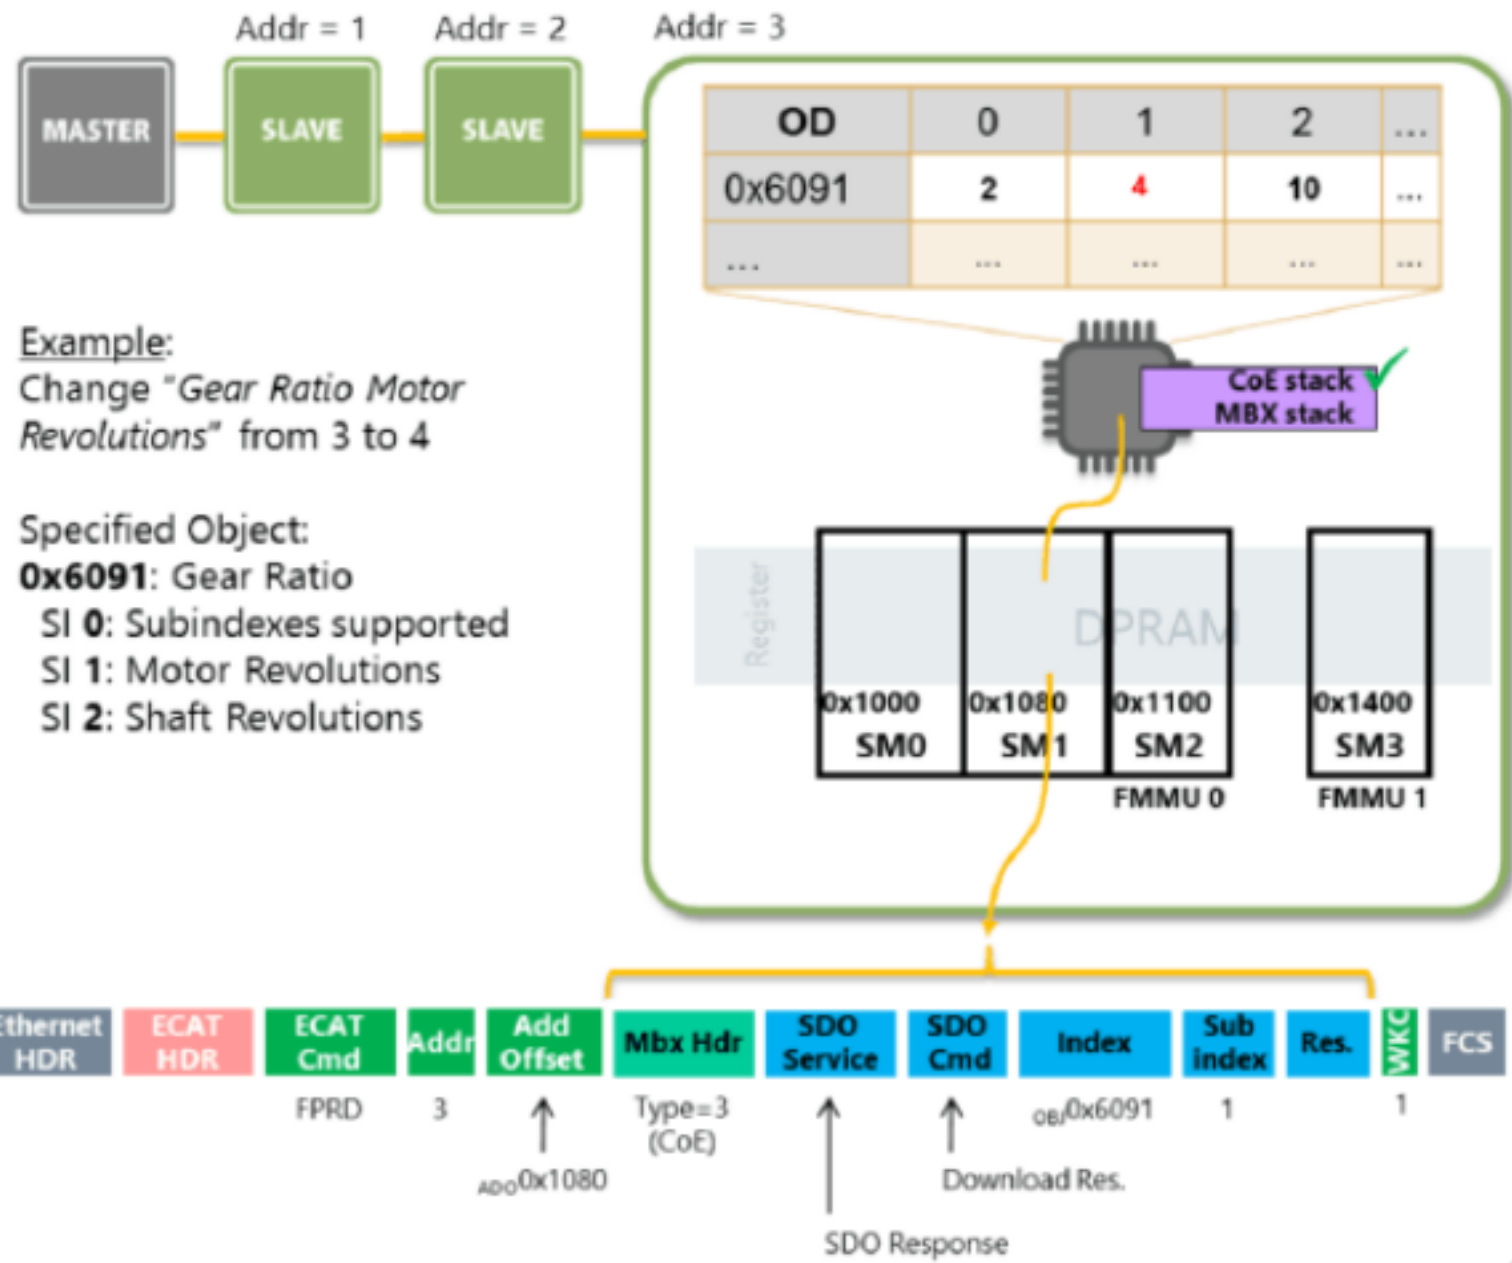 Addr = 1
Addr = 2
Addr = 3
MASTER
SLAVE
SLAVE
OD 0 1 2 ...
0x6091 2 4 10 ...
... ... ... ... ...
CoE stack
MBX stack
Example:
Change "Gear Ratio Motor
Revolutions" from 3 to 4
Specified Object:
0x6091: Gear Ratio
SI 0: Subindexes supported
SI 1: Motor Revolutions
SI 2: Shaft Revolutions
Register
DPRAM
0x1000 0x1080 0x1100 0x1400
SM0 SM1 SM2 SM3
FMMU 0 FMMU 1
Ethernet
HDR
ECAT
HDR
ECAT
Cmd
Addr
Add
Offset
Mbx Hdr
SDO
Service
SDO
Cmd
Index
Sub
index
Res.
WKC
FCS
FPRD
3
ADO0x1080
Type=3
(CoE)
SDO Response
Download Res.
OBJ0x6091
1
1